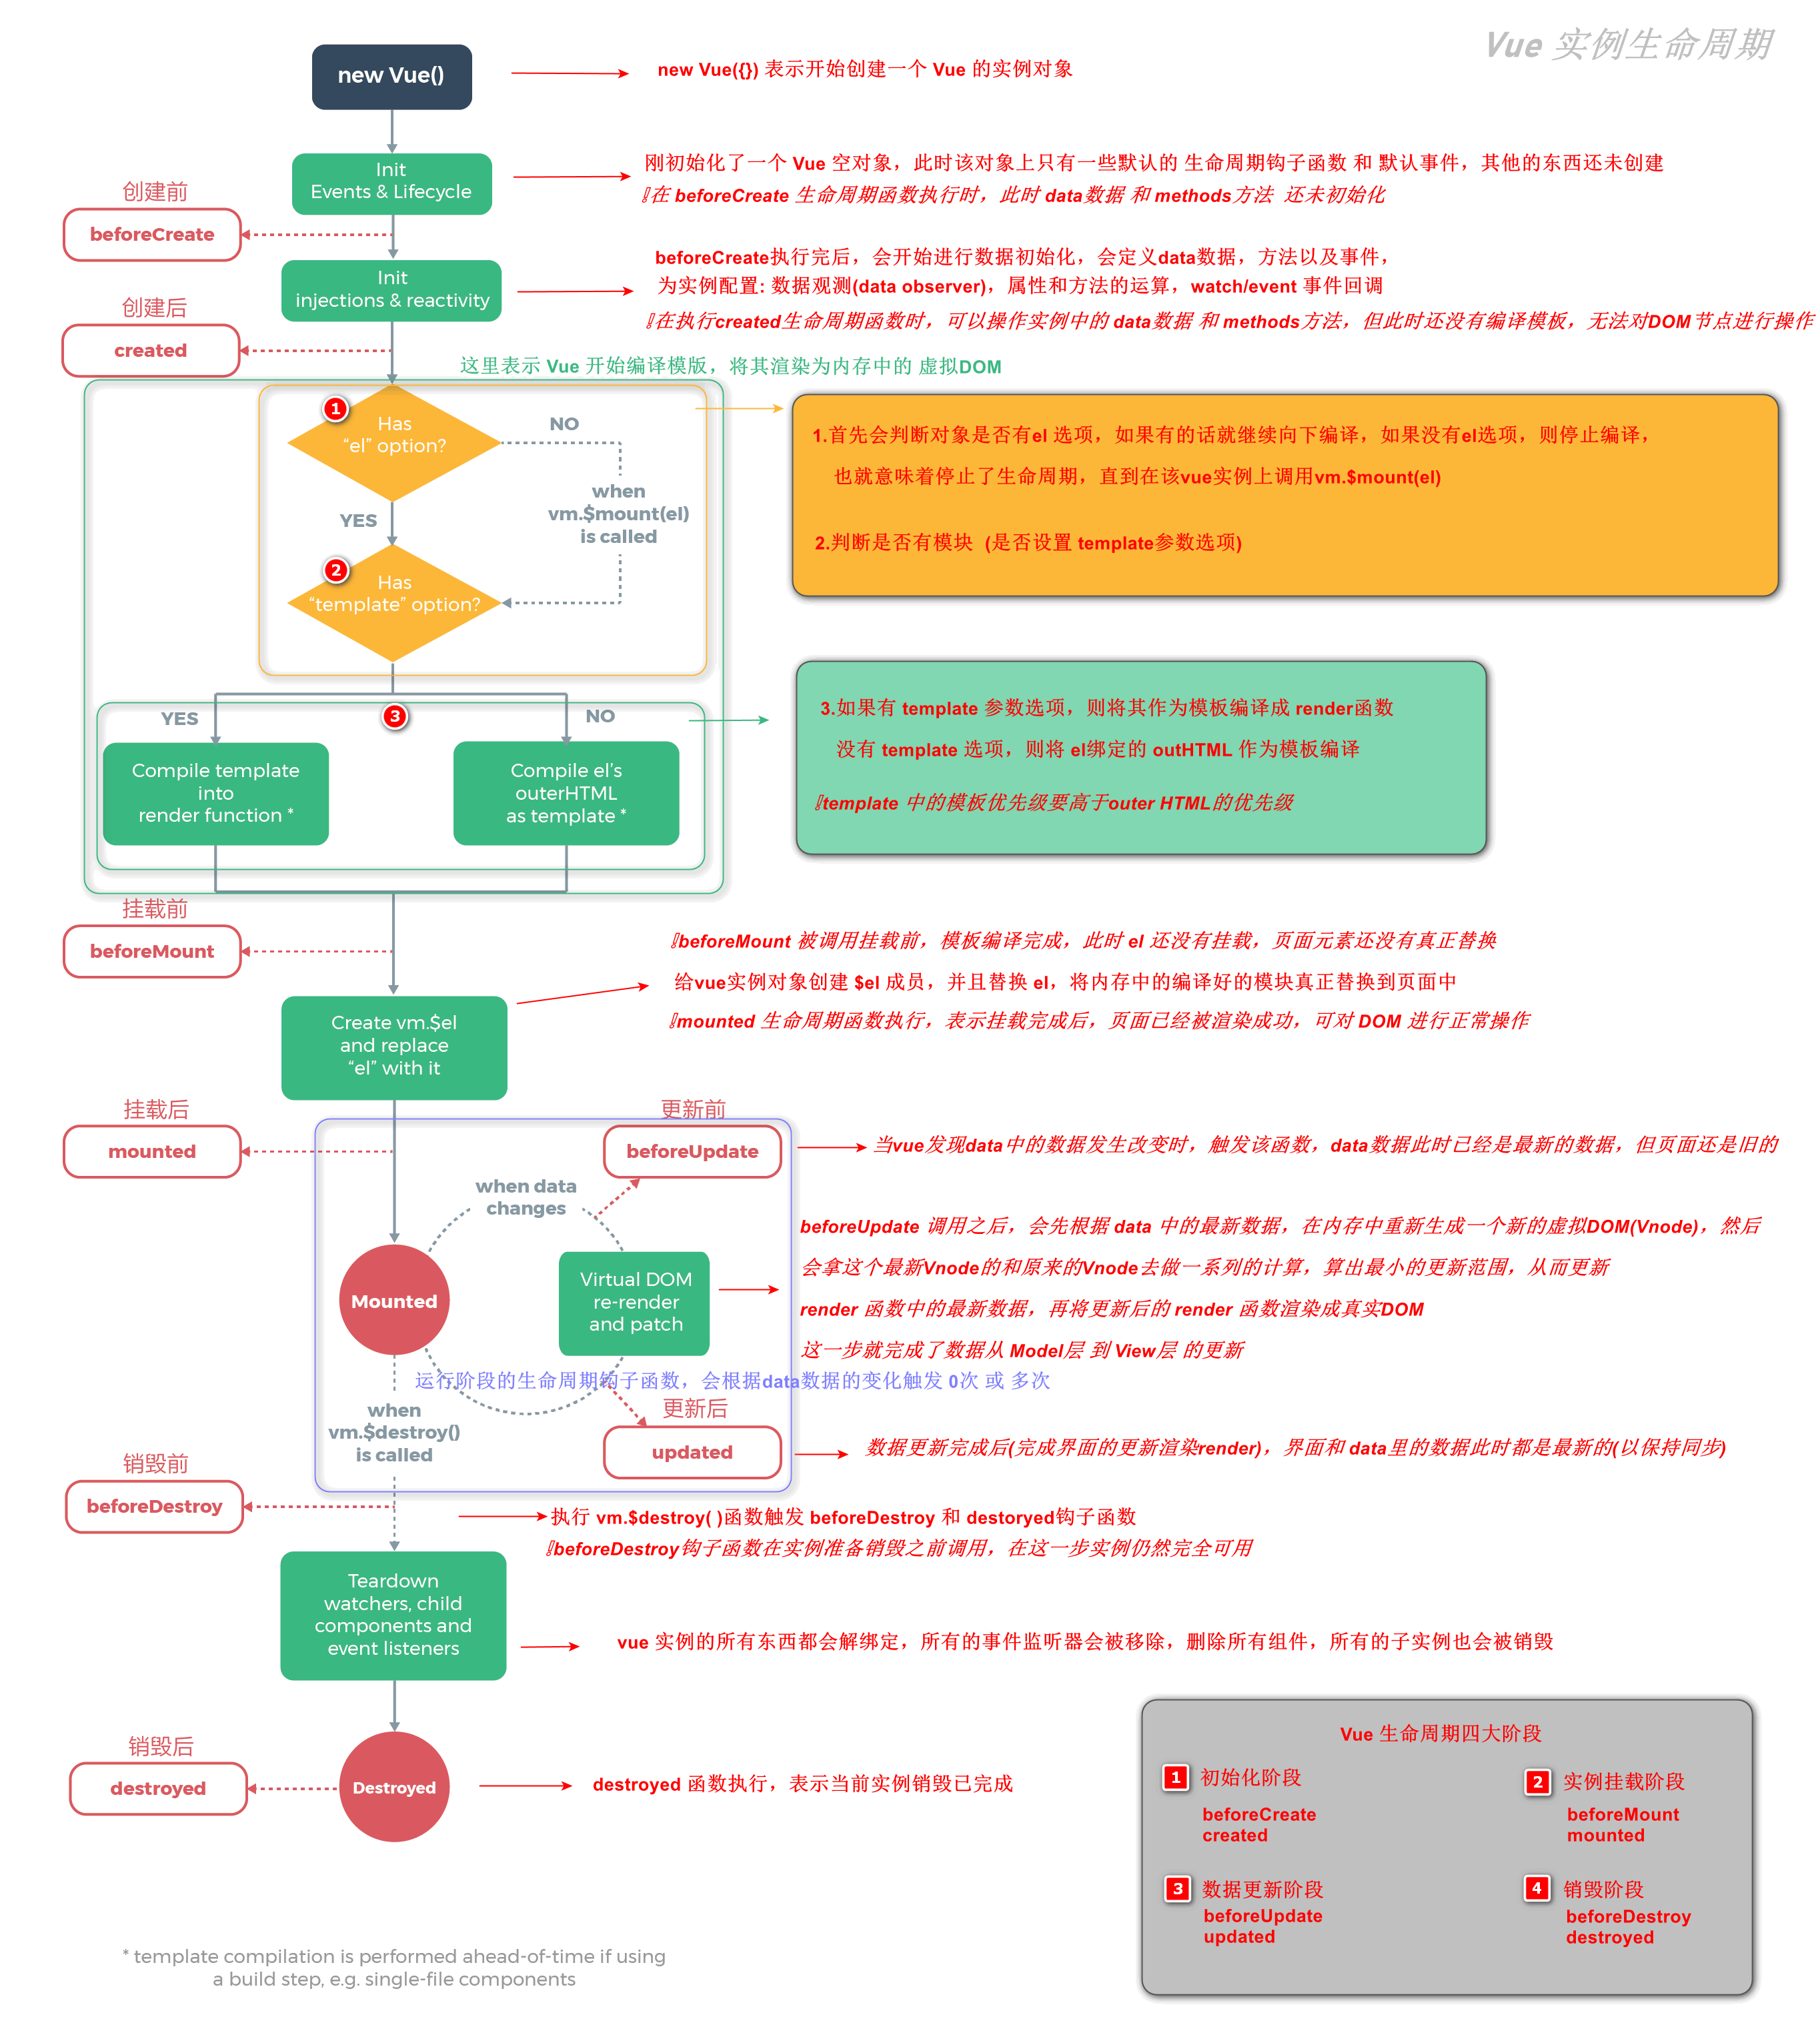 Vue 实例生命周期
new Vue()
new Vue({}) 表示开始创建一个 Vue 的实例对象
Init
Events & Lifecycle
刚初始化了一个 Vue 空对象，此时该对象上只有一些默认的 生命周期钩子函数 和 默认事件，其他的东西还未创建
在 beforeCreate 生命周期函数执行时，此时 data数据 和 methods方法 还未初始化
创建前
beforeCreate
beforeCreate执行完后，会开始进行数据初始化，会定义data数据，方法以及事件，
为实例配置: 数据观测(data observer)，属性和方法的运算，watch/event 事件回调
在执行created生命周期函数时，可以操作实例中的 data数据 和 methods方法，但此时还没有编译模板，无法对DOM节点进行操作
Init
injections & reactivity
创建后
created
这里表示 Vue 开始编译模版，将其渲染为内存中的 虚拟DOM
1
Has
“el” option?
NO
YES
when
vm.$mount(el)
is called
2
Has
“template” option?
1.首先会判断对象是否有el 选项，如果有的话就继续向下编译，如果没有el选项，则停止编译，
也就意味着停止了生命周期，直到在该vue实例上调用vm.$mount(el)
2.判断是否有模块 (是否设置 template参数选项)
YES
3
NO
Compile template
into
render function *
Compile el’s
outerHTML
as template *
3.如果有 template 参数选项，则将其作为模板编译成 render函数
没有 template 选项，则将 el绑定的 outHTML 作为模板编译
template 中的模板优先级要高于outer HTML的优先级
挂载前
beforeMount
beforeMount 被调用挂载前，模板编译完成，此时 el 还没有挂载，页面元素还没有真正替换
给vue实例对象创建 $el 成员，并且替换 el，将内存中的编译好的模块真正替换到页面中
mounted 生命周期函数执行，表示挂载完成后，页面已经被渲染成功，可对 DOM 进行正常操作
Create vm.$el
and replace
“el” with it
挂载后
mounted
更新前
beforeUpdate
当vue发现data中的数据发生改变时，触发该函数，data数据此时已经是最新的数据，但页面还是旧的
when data
changes
Mounted
Virtual DOM
re-render
and patch
beforeUpdate 调用之后，会先根据 data 中的最新数据，在内存中重新生成一个新的虚拟DOM(Vnode)，然后
会拿这个最新Vnode的和原来的Vnode去做一系列的计算，算出最小的更新范围，从而更新
render 函数中的最新数据，再将更新后的 render 函数渲染成真实DOM
这一步就完成了数据从 Model层 到 View层 的更新
运行阶段的生命周期钩子函数，会根据data数据的变化触发 0次 或 多次
when
vm.$destroy()
is called
更新后
updated
数据更新完成后(完成界面的更新渲染render)，界面和 data里的数据此时都是最新的(以保持同步)
销毁前
beforeDestroy
执行 vm.$destroy( )函数触发 beforeDestroy 和 destoryed钩子函数
beforeDestroy钩子函数在实例准备销毁之前调用，在这一步实例仍然完全可用
Teardown
watchers, child
components and
event listeners
vue 实例的所有东西都会解绑定，所有的事件监听器会被移除，删除所有组件，所有的子实例也会被销毁
销毁后
destroyed
Destroyed
destroyed 函数执行，表示当前实例销毁已完成
Vue 生命周期四大阶段
1 初始化阶段
beforeCreate
created
2 实例挂载阶段
beforeMount
mounted
3 数据更新阶段
beforeUpdate
updated
4 销毁阶段
beforeDestroy
destroyed
* template compilation is performed ahead-of-time if using
a build step, e.g. single-file components